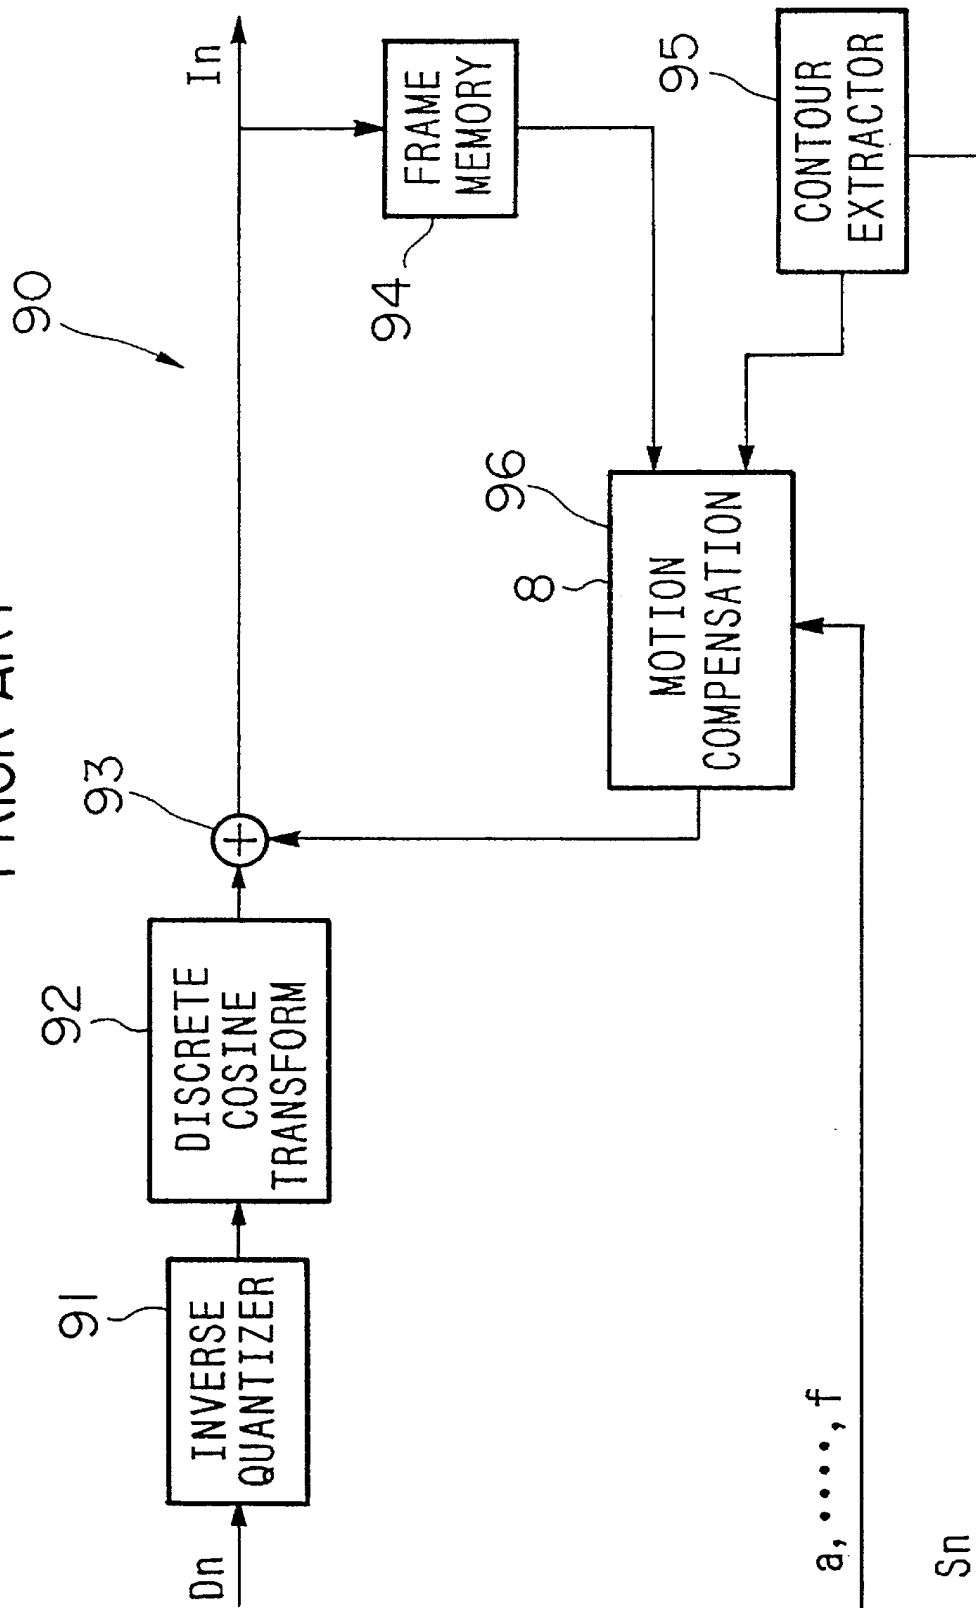 PRIOR ART
90
Dn
91
INVERSE
QUANTIZER
92
DISCRETE
COSINE
TRANSFORM
93
+
In
FRAME
MEMORY
94
8
96
MOTION
COMPENSATION
95
CONTOUR
EXTRACTOR
a, ·····, f
Sn